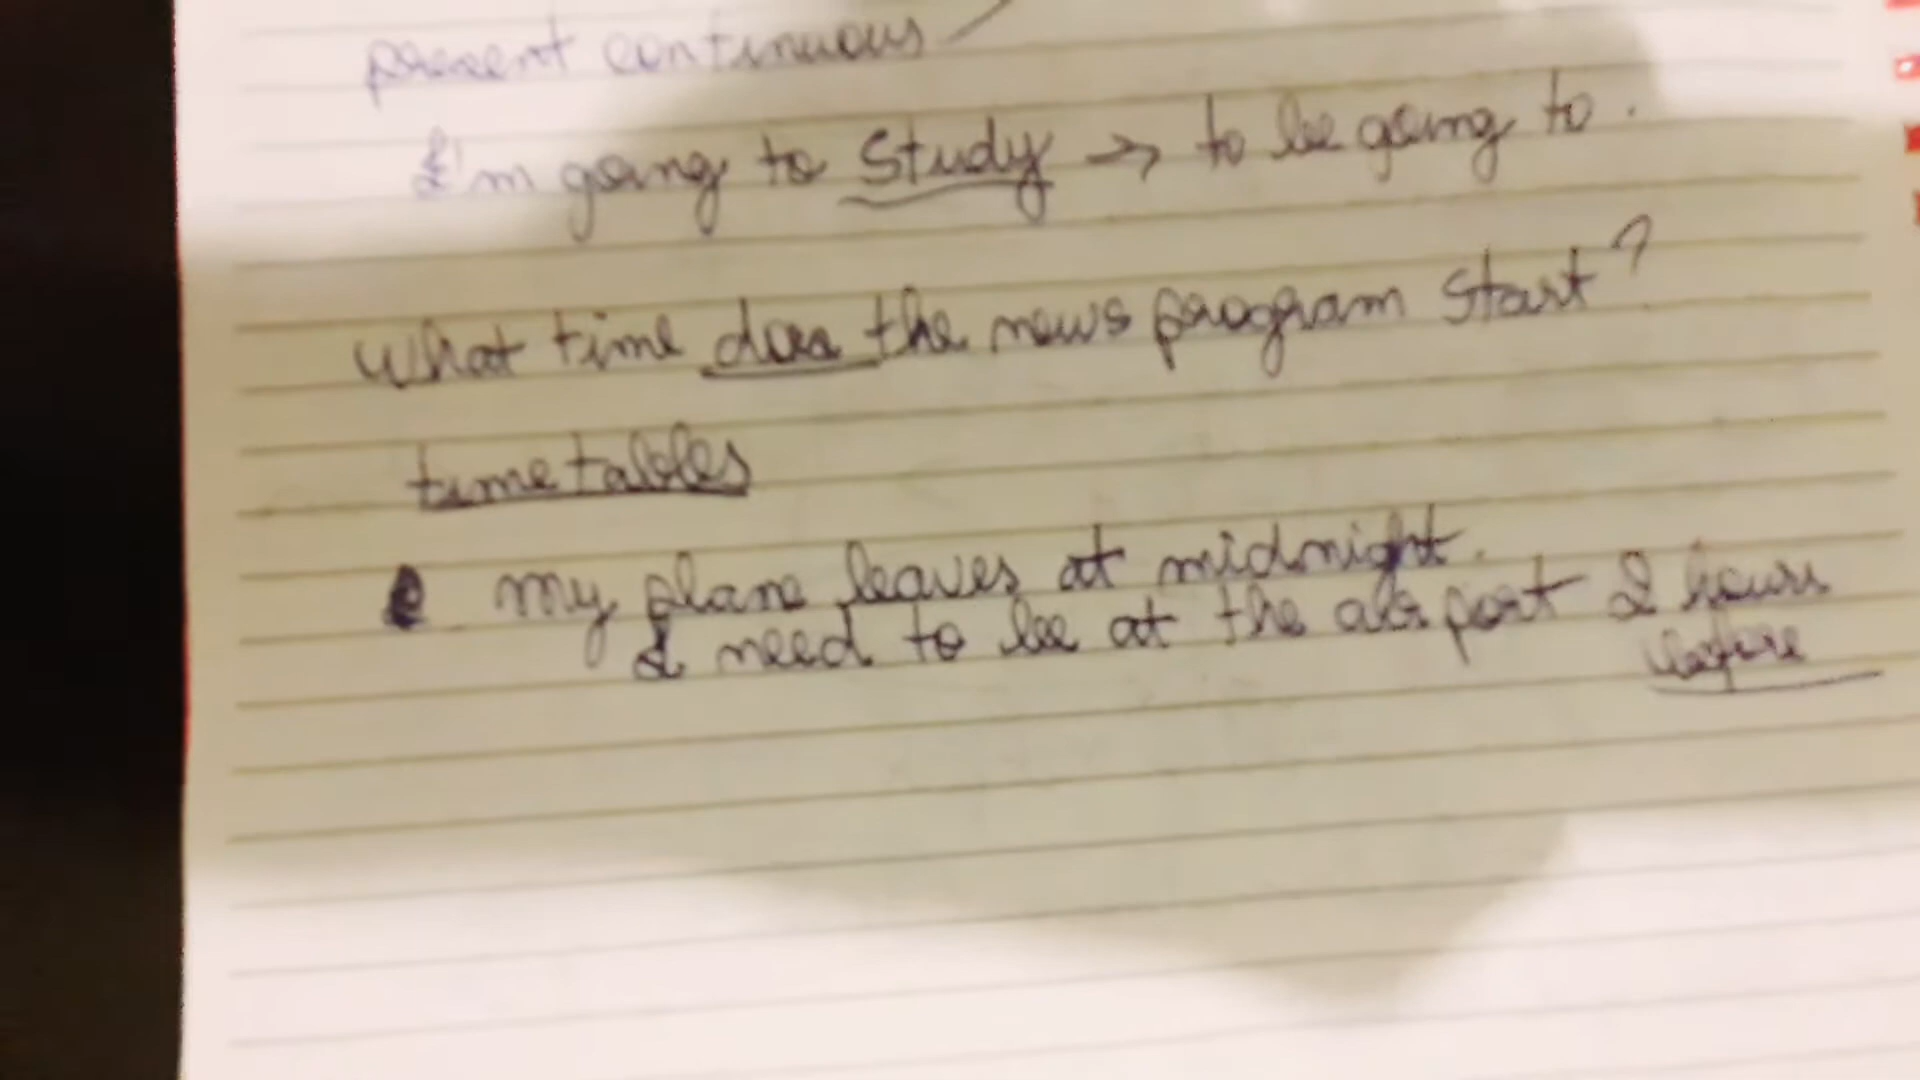 present continuous
I'm going to study → to be going to.
What time does the news program start?
timetables
my plane leaves at midnight.
I need to be at the airport 2 hours
before